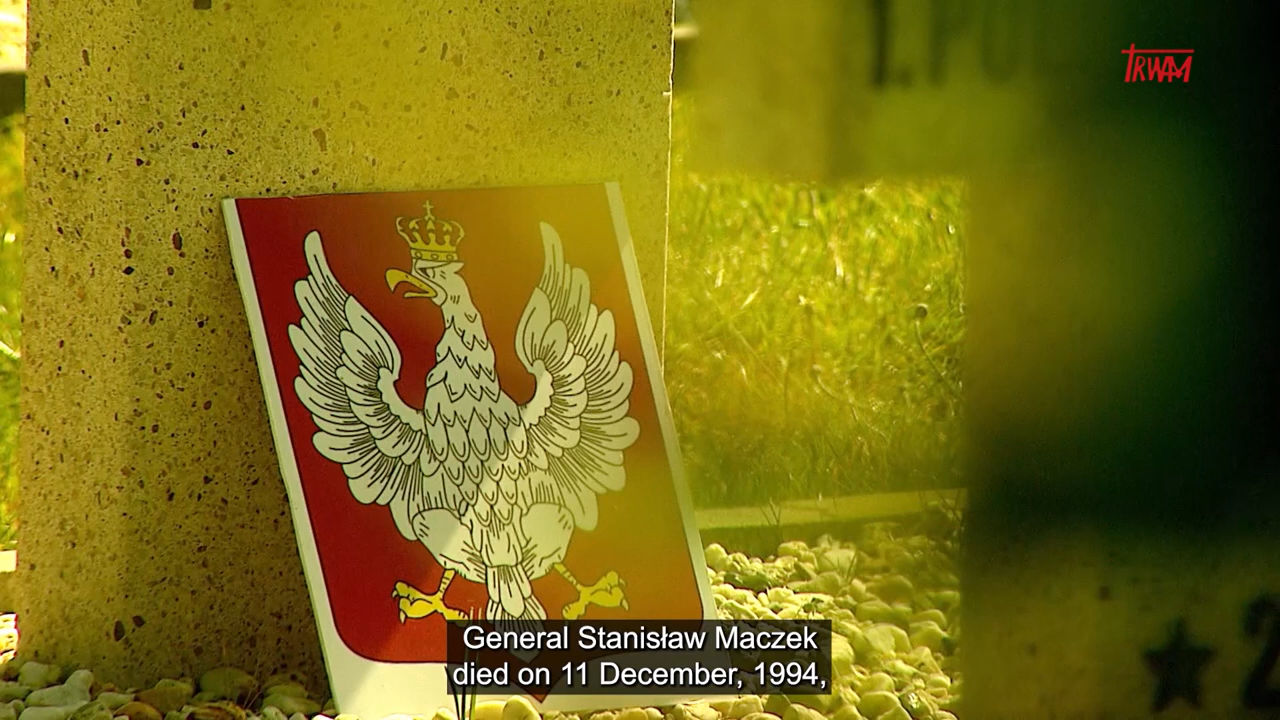 TRWAM
General Stanisław Maczek
died on 11 December, 1994,